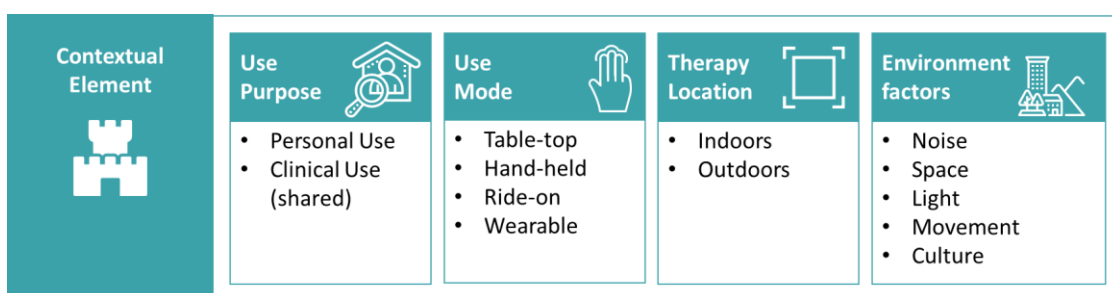 Contextual
Element
Use
Purpose
• Personal Use
• Clinical Use
(shared)
Use
Mode
• Table-top
• Hand-held
• Ride-on
• Wearable
Therapy
Location
• Indoors
• Outdoors
Environment
factors
• Noise
• Space
• Light
• Movement
• Culture